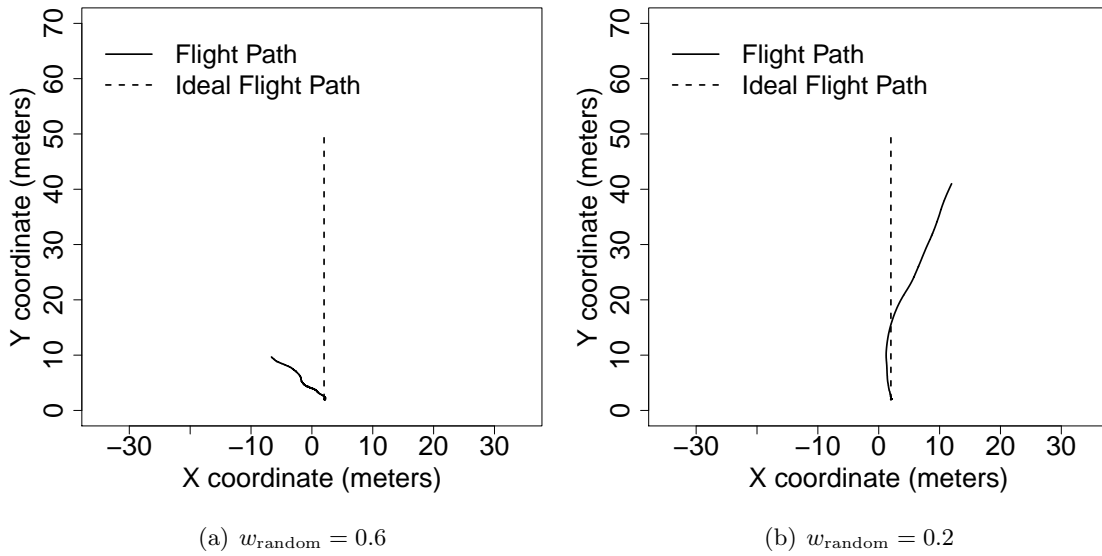 70
60
50
40
30
20
10
0
Y coordinate (meters)
Flight Path
Ideal Flight Path
−30
−10
0
10
20
30
X coordinate (meters)
(a) w_random = 0.6
70
60
50
40
30
20
10
0
Y coordinate (meters)
Flight Path
Ideal Flight Path
−30
−10
0
10
20
30
X coordinate (meters)
(b) w_random = 0.2